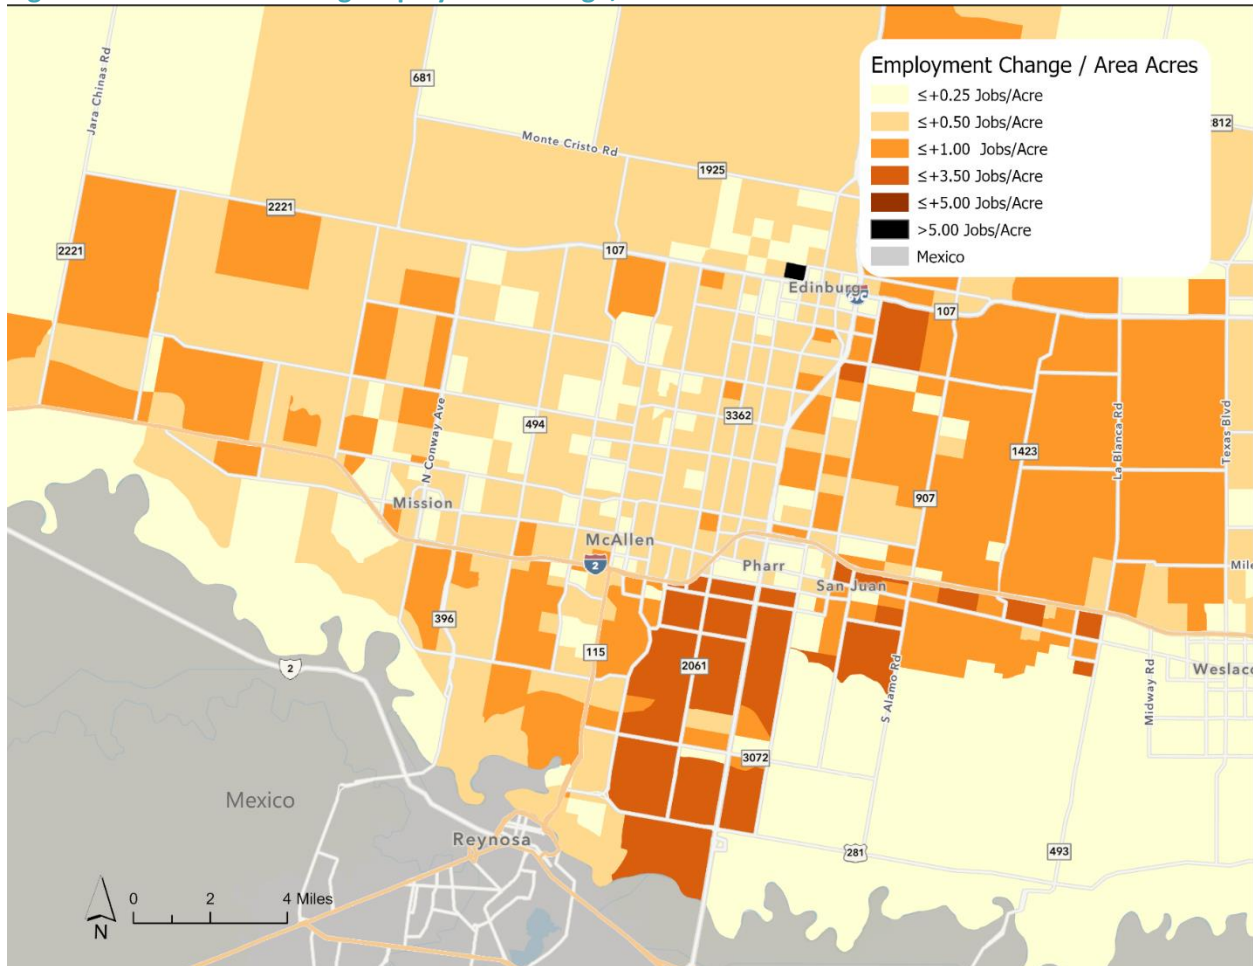 Employment Change / Area Acres
≤+0.25 Jobs/Acre
≤+0.50 Jobs/Acre
≤+1.00 Jobs/Acre
≤+3.50 Jobs/Acre
≤+5.00 Jobs/Acre
>5.00 Jobs/Acre
Mexico
Jara Chinas Rd
681
Monte Cristo Rd
1925
2812
2221
2221
107
Edinburg
107
3362
494
N Conway Ave
1423
La Blanca Rd
Texas Blvd
907
Mission
McAllen
2
Pharr
San Juan
396
115
2061
2
S Alamo Rd
Midway Rd
Weslaco
3072
Mexico
Reynosa
281
493
0 2 4 Miles
N